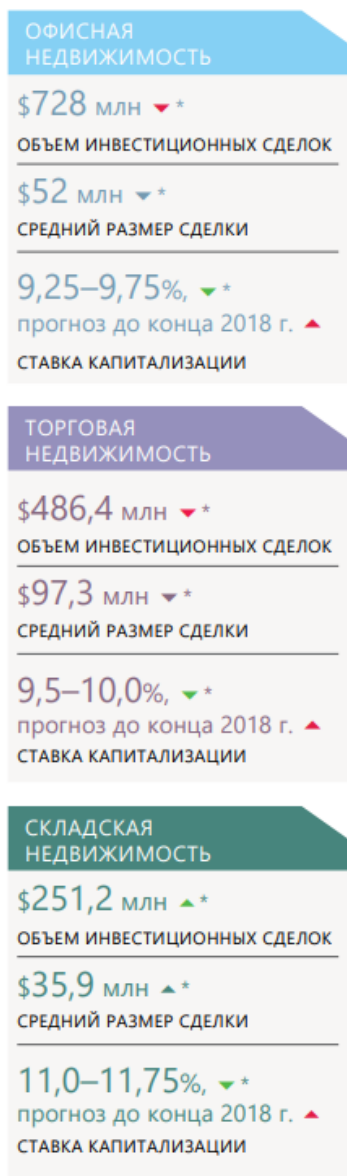 ОФИСНАЯ
НЕДВИЖИМОСТЬ
$728 млн ▼ *
ОБЪЕМ ИНВЕСТИЦИОННЫХ СДЕЛОК
$52 млн ▼ *
СРЕДНИЙ РАЗМЕР СДЕЛКИ
9,25–9,75%, ▼ *
прогноз до конца 2018 г. ▲
СТАВКА КАПИТАЛИЗАЦИИ
ТОРГОВАЯ
НЕДВИЖИМОСТЬ
$486,4 млн ▼ *
ОБЪЕМ ИНВЕСТИЦИОННЫХ СДЕЛОК
$97,3 млн ▼ *
СРЕДНИЙ РАЗМЕР СДЕЛКИ
9,5–10,0%, ▼ *
прогноз до конца 2018 г. ▲
СТАВКА КАПИТАЛИЗАЦИИ
СКЛАДСКАЯ
НЕДВИЖИМОСТЬ
$251,2 млн ▲ *
ОБЪЕМ ИНВЕСТИЦИОННЫХ СДЕЛОК
$35,9 млн ▲ *
СРЕДНИЙ РАЗМЕР СДЕЛКИ
11,0–11,75%, ▼ *
прогноз до конца 2018 г. ▲
СТАВКА КАПИТАЛИЗАЦИИ